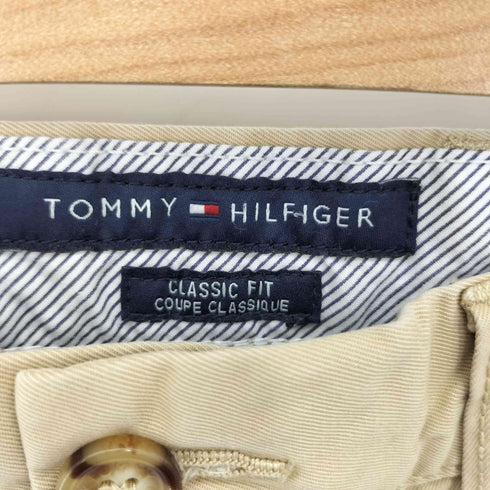 TOMMY HILFIGER
CLASSIC FIT
COUPE CLASSIQUE